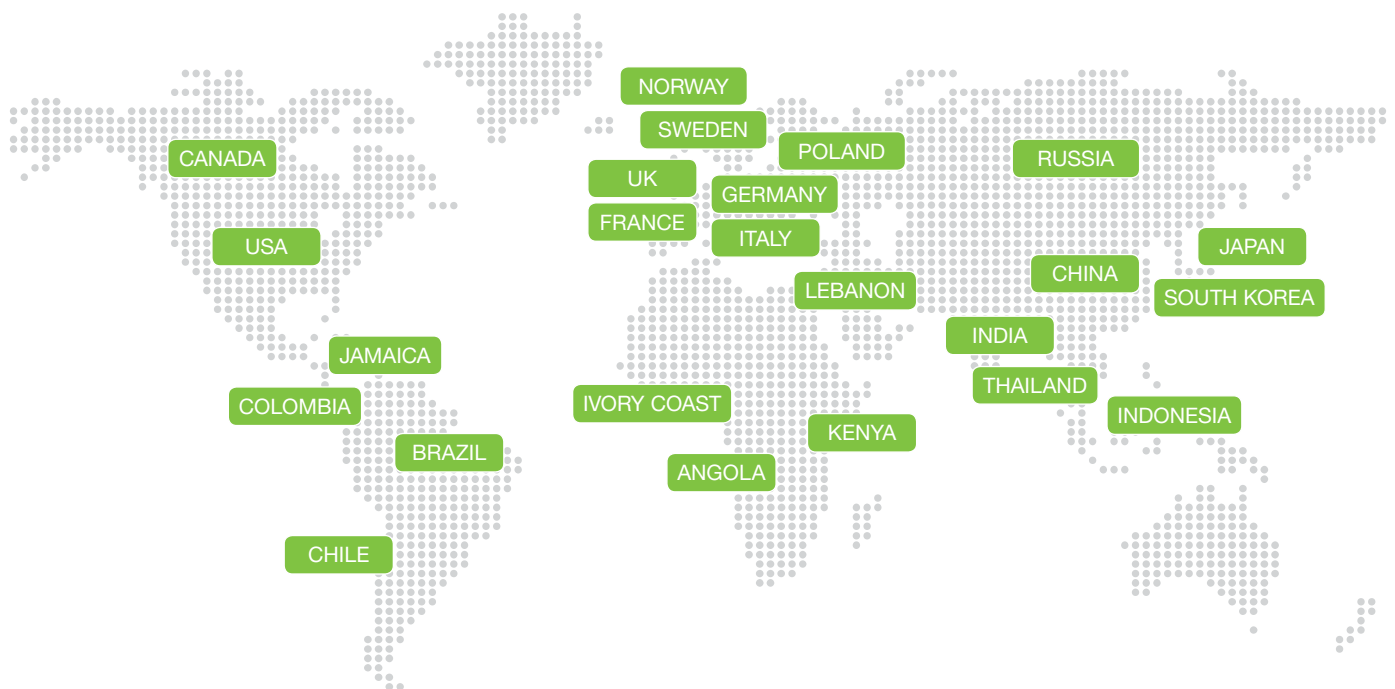 NORWAY
SWEDEN
POLAND
CANADA
RUSSIA
UK
GERMANY
FRANCE
ITALY
USA
JAPAN
CHINA
LEBANON
SOUTH KOREA
INDIA
JAMAICA
THAILAND
COLOMBIA
IVORY COAST
INDONESIA
KENYA
BRAZIL
ANGOLA
CHILE